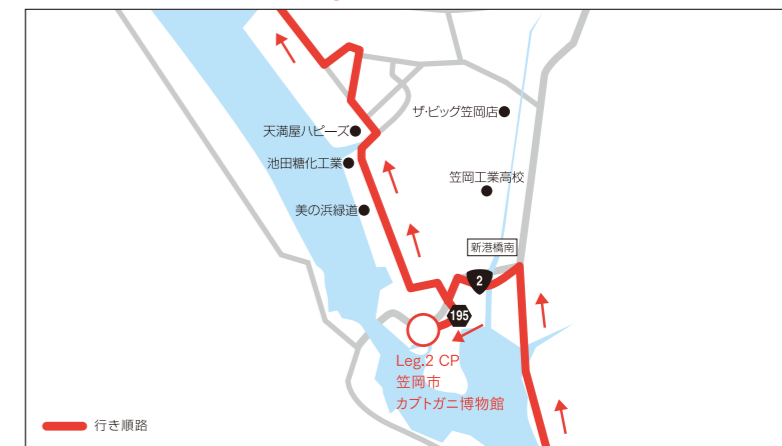 ザ・ビッグ笠岡店
天満屋ハピーズ
池田糖化工業
笠岡工業高校
美の浜緑道
新港橋南
2
195
Leg.2 CP
笠岡市
カブトガニ博物館
行き順路